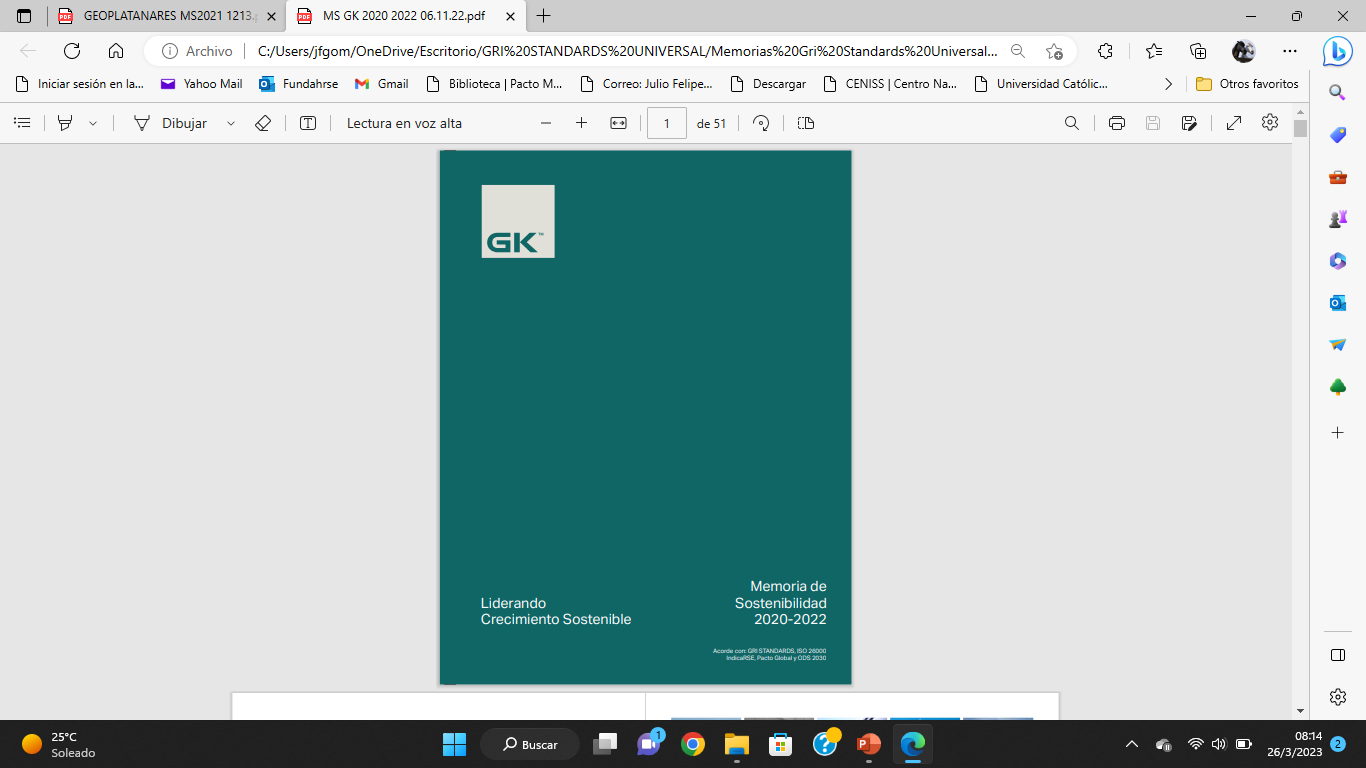 GEOPLATANARES MS2021 1213.p
MS GK 2020 2022 06.11.22.pdf
Archivo
C:/Users/jfgom/OneDrive/Escritorio/GRI%20STANDARDS%20UNIVERSAL/Memorias%20Gri%20Standards%20Universal...
Iniciar sesión en la...
Yahoo Mail
Fundahrse
Gmail
Biblioteca | Pacto M...
Correo: Julio Felipe...
Descargar
CENISS | Centro Na...
Universidad Católic...
Otros favoritos
Dibujar
Lectura en voz alta
1
de 51
GK™
Liderando
Crecimiento Sostenible
Memoria de
Sostenibilidad
2020-2022
Acorde con: GRI STANDARDS, ISO 26000
IndicaRSE, Pacto Global y ODS 2030
25°C
Soleado
Buscar
1
08:14
26/3/2023
2